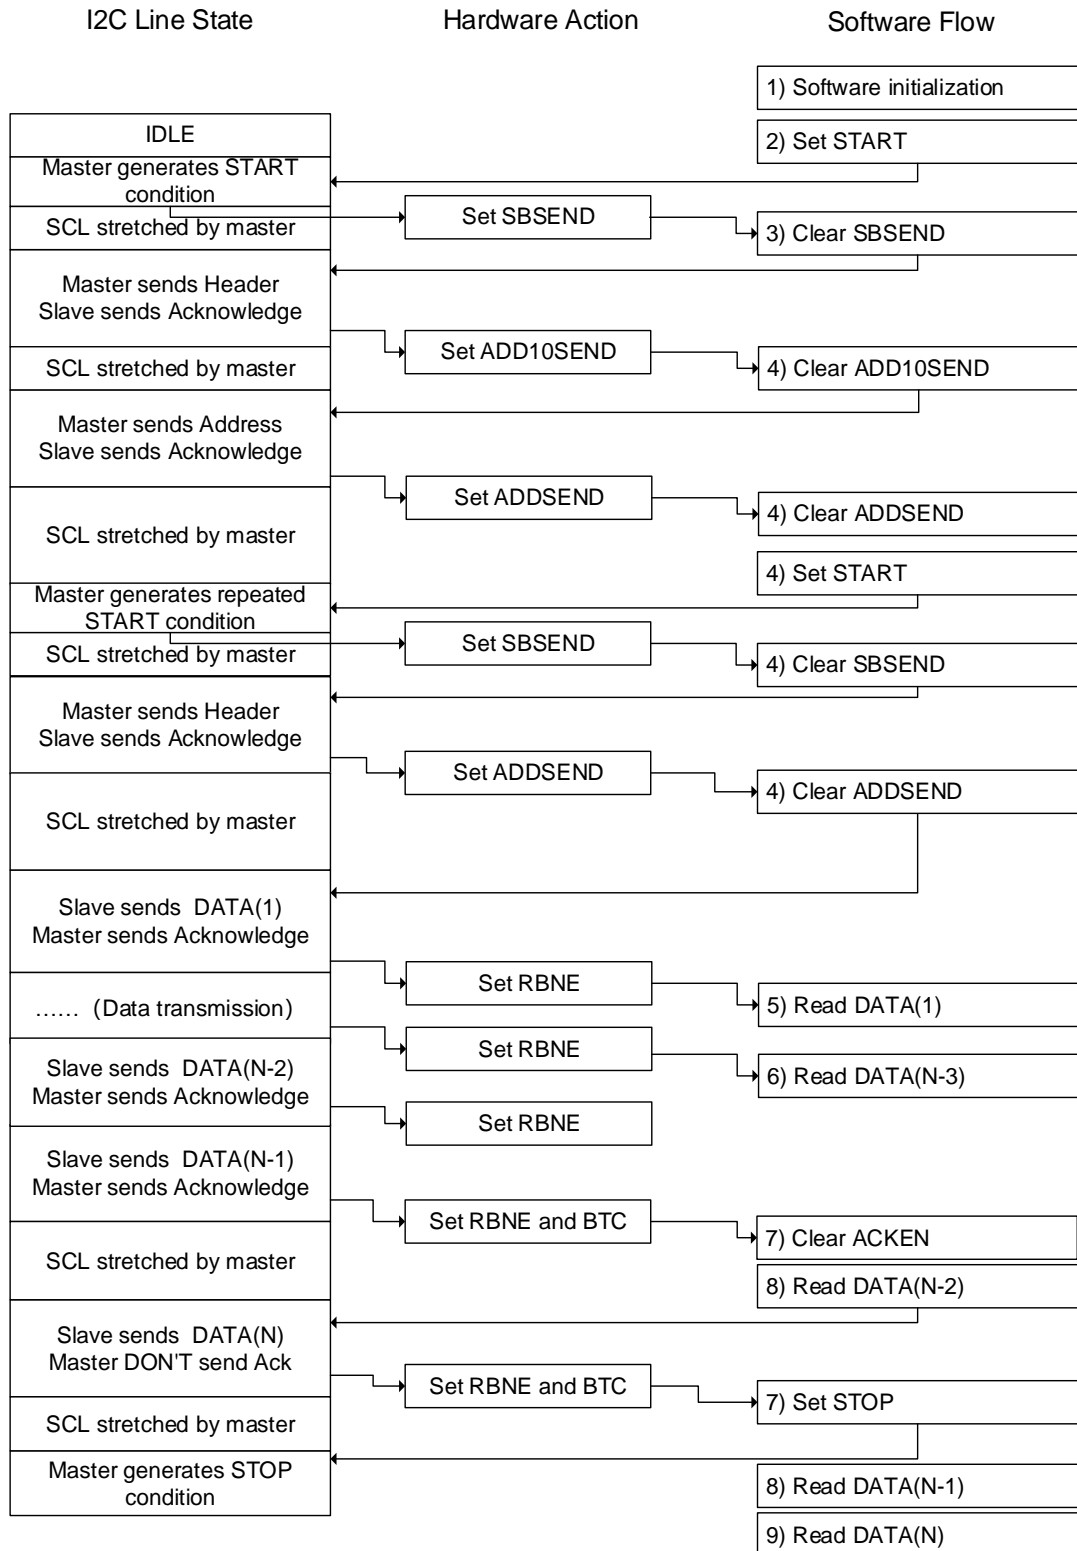 I2C Line State
Hardware Action
Software Flow
1) Software initialization
IDLE
2) Set START
Master generates START
condition
Set SBSEND
SCL stretched by master
3) Clear SBSEND
Master sends Header
Slave sends Acknowledge
Set ADD10SEND
SCL stretched by master
4) Clear ADD10SEND
Master sends Address
Slave sends Acknowledge
Set ADDSEND
4) Clear ADDSEND
SCL stretched by master
4) Set START
Master generates repeated
START condition
Set SBSEND
SCL stretched by master
4) Clear SBSEND
Master sends Header
Slave sends Acknowledge
Set ADDSEND
4) Clear ADDSEND
SCL stretched by master
Slave sends DATA(1)
Master sends Acknowledge
Set RBNE
…… (Data transmission)
5) Read DATA(1)
Set RBNE
Slave sends DATA(N-2)
Master sends Acknowledge
6) Read DATA(N-3)
Set RBNE
Slave sends DATA(N-1)
Master sends Acknowledge
Set RBNE and BTC
7) Clear ACKEN
SCL stretched by master
8) Read DATA(N-2)
Slave sends DATA(N)
Master DON'T send Ack
Set RBNE and BTC
7) Set STOP
SCL stretched by master
Master generates STOP
condition
8) Read DATA(N-1)
9) Read DATA(N)